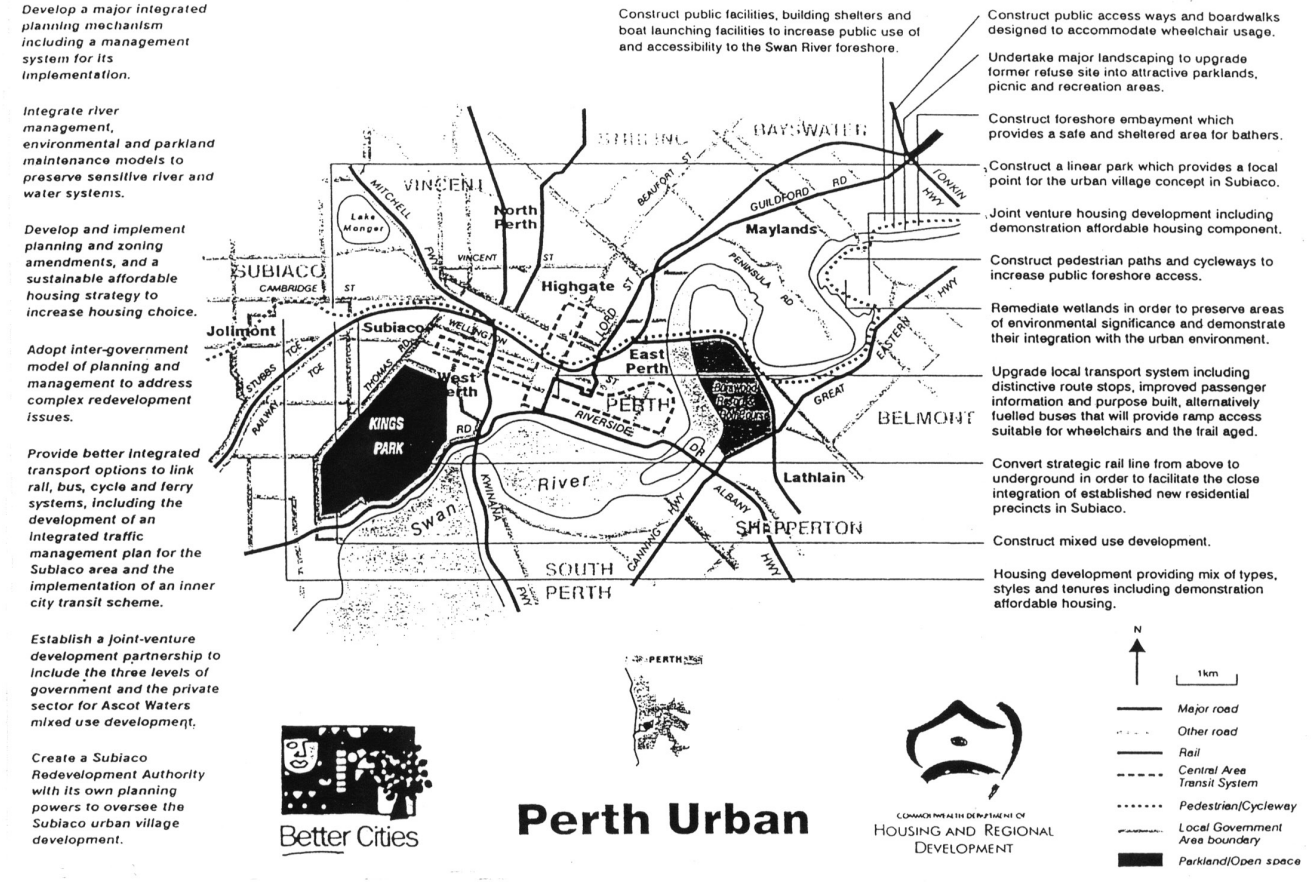 Develop a major integrated
planning mechanism
including a management
system for its
implementation.
Integrate river
management,
environmental and parkland
maintenance models to
preserve sensitive river and
water systems.
Develop and implement
planning and zoning
amendments, and a
sustainable affordable
housing strategy to
increase housing choice.
Adopt inter-government
model of planning and
management to address
complex redevelopment
issues.
Provide better integrated
transport options to link
rail, bus, cycle and ferry
systems, including the
development of an
integrated traffic
management plan for the
Subiaco area and the
implementation of an inner
city transit scheme.
Establish a joint-venture
development partnership to
include the three levels of
government and the private
sector for Ascot Waters
mixed use development.
Create a Subiaco
Redevelopment Authority
with its own planning
powers to oversee the
Subiaco urban village
development.
Construct public facilities, building shelters and
boat launching facilities to increase public use of
and accessibility to the Swan River foreshore.
Construct public access ways and boardwalks
designed to accommodate wheelchair usage.
Undertake major landscaping to upgrade
former refuse site into attractive parklands,
picnic and recreation areas.
Construct foreshore embayment which
provides a safe and sheltered area for bathers.
Construct a linear park which provides a focal
point for the urban village concept in Subiaco.
Joint venture housing development including
demonstration affordable housing component.
Construct pedestrian paths and cycleways to
increase public foreshore access.
Remediate wetlands in order to preserve areas
of environmental significance and demonstrate
their integration with the urban environment.
Upgrade local transport system including
distinctive route stops, improved passenger
information and purpose built, alternatively
fuelled buses that will provide ramp access
suitable for wheelchairs and the frail aged.
Convert strategic rail line from above to
underground in order to facilitate the close
integration of established new residential
precincts in Subiaco.
Construct mixed use development.
Housing development providing mix of types,
styles and tenures including demonstration
affordable housing.
STIRLING
BAYSWATER
VINCENT
MITCHELL
FWY
BEAUFORT ST
GUILDFORD RD
TONKIN
HWY
Lake
Monger
North
Perth
Maylands
VINCENT ST
PENINSULA
RD
SUBIACO
CAMBRIDGE ST
Highgate
LORD ST
Jolimont
Subiaco
WELLINGTON
ST
GREAT EASTERN HWY
STUBBS TCE
RAILWAY TCE
THOMAS RD
West
Perth
East
Perth
PERTH
Burswood
Resort &
BELMONT
KINGS
PARK
RD
RIVERSIDE
DR
Lathlain
Swan River
KWINANA
FWY
CANNING HWY
ALBANY
HWY
SHEPPERTON
SOUTH
PERTH
PERTH
Better Cities
Perth Urban
COMMONWEALTH DEPARTMENT OF
HOUSING AND REGIONAL
DEVELOPMENT
N
1km
Major road
Other road
Rail
Central Area
Transit System
Pedestrian/Cycleway
Local Government
Area boundary
Parkland/Open space